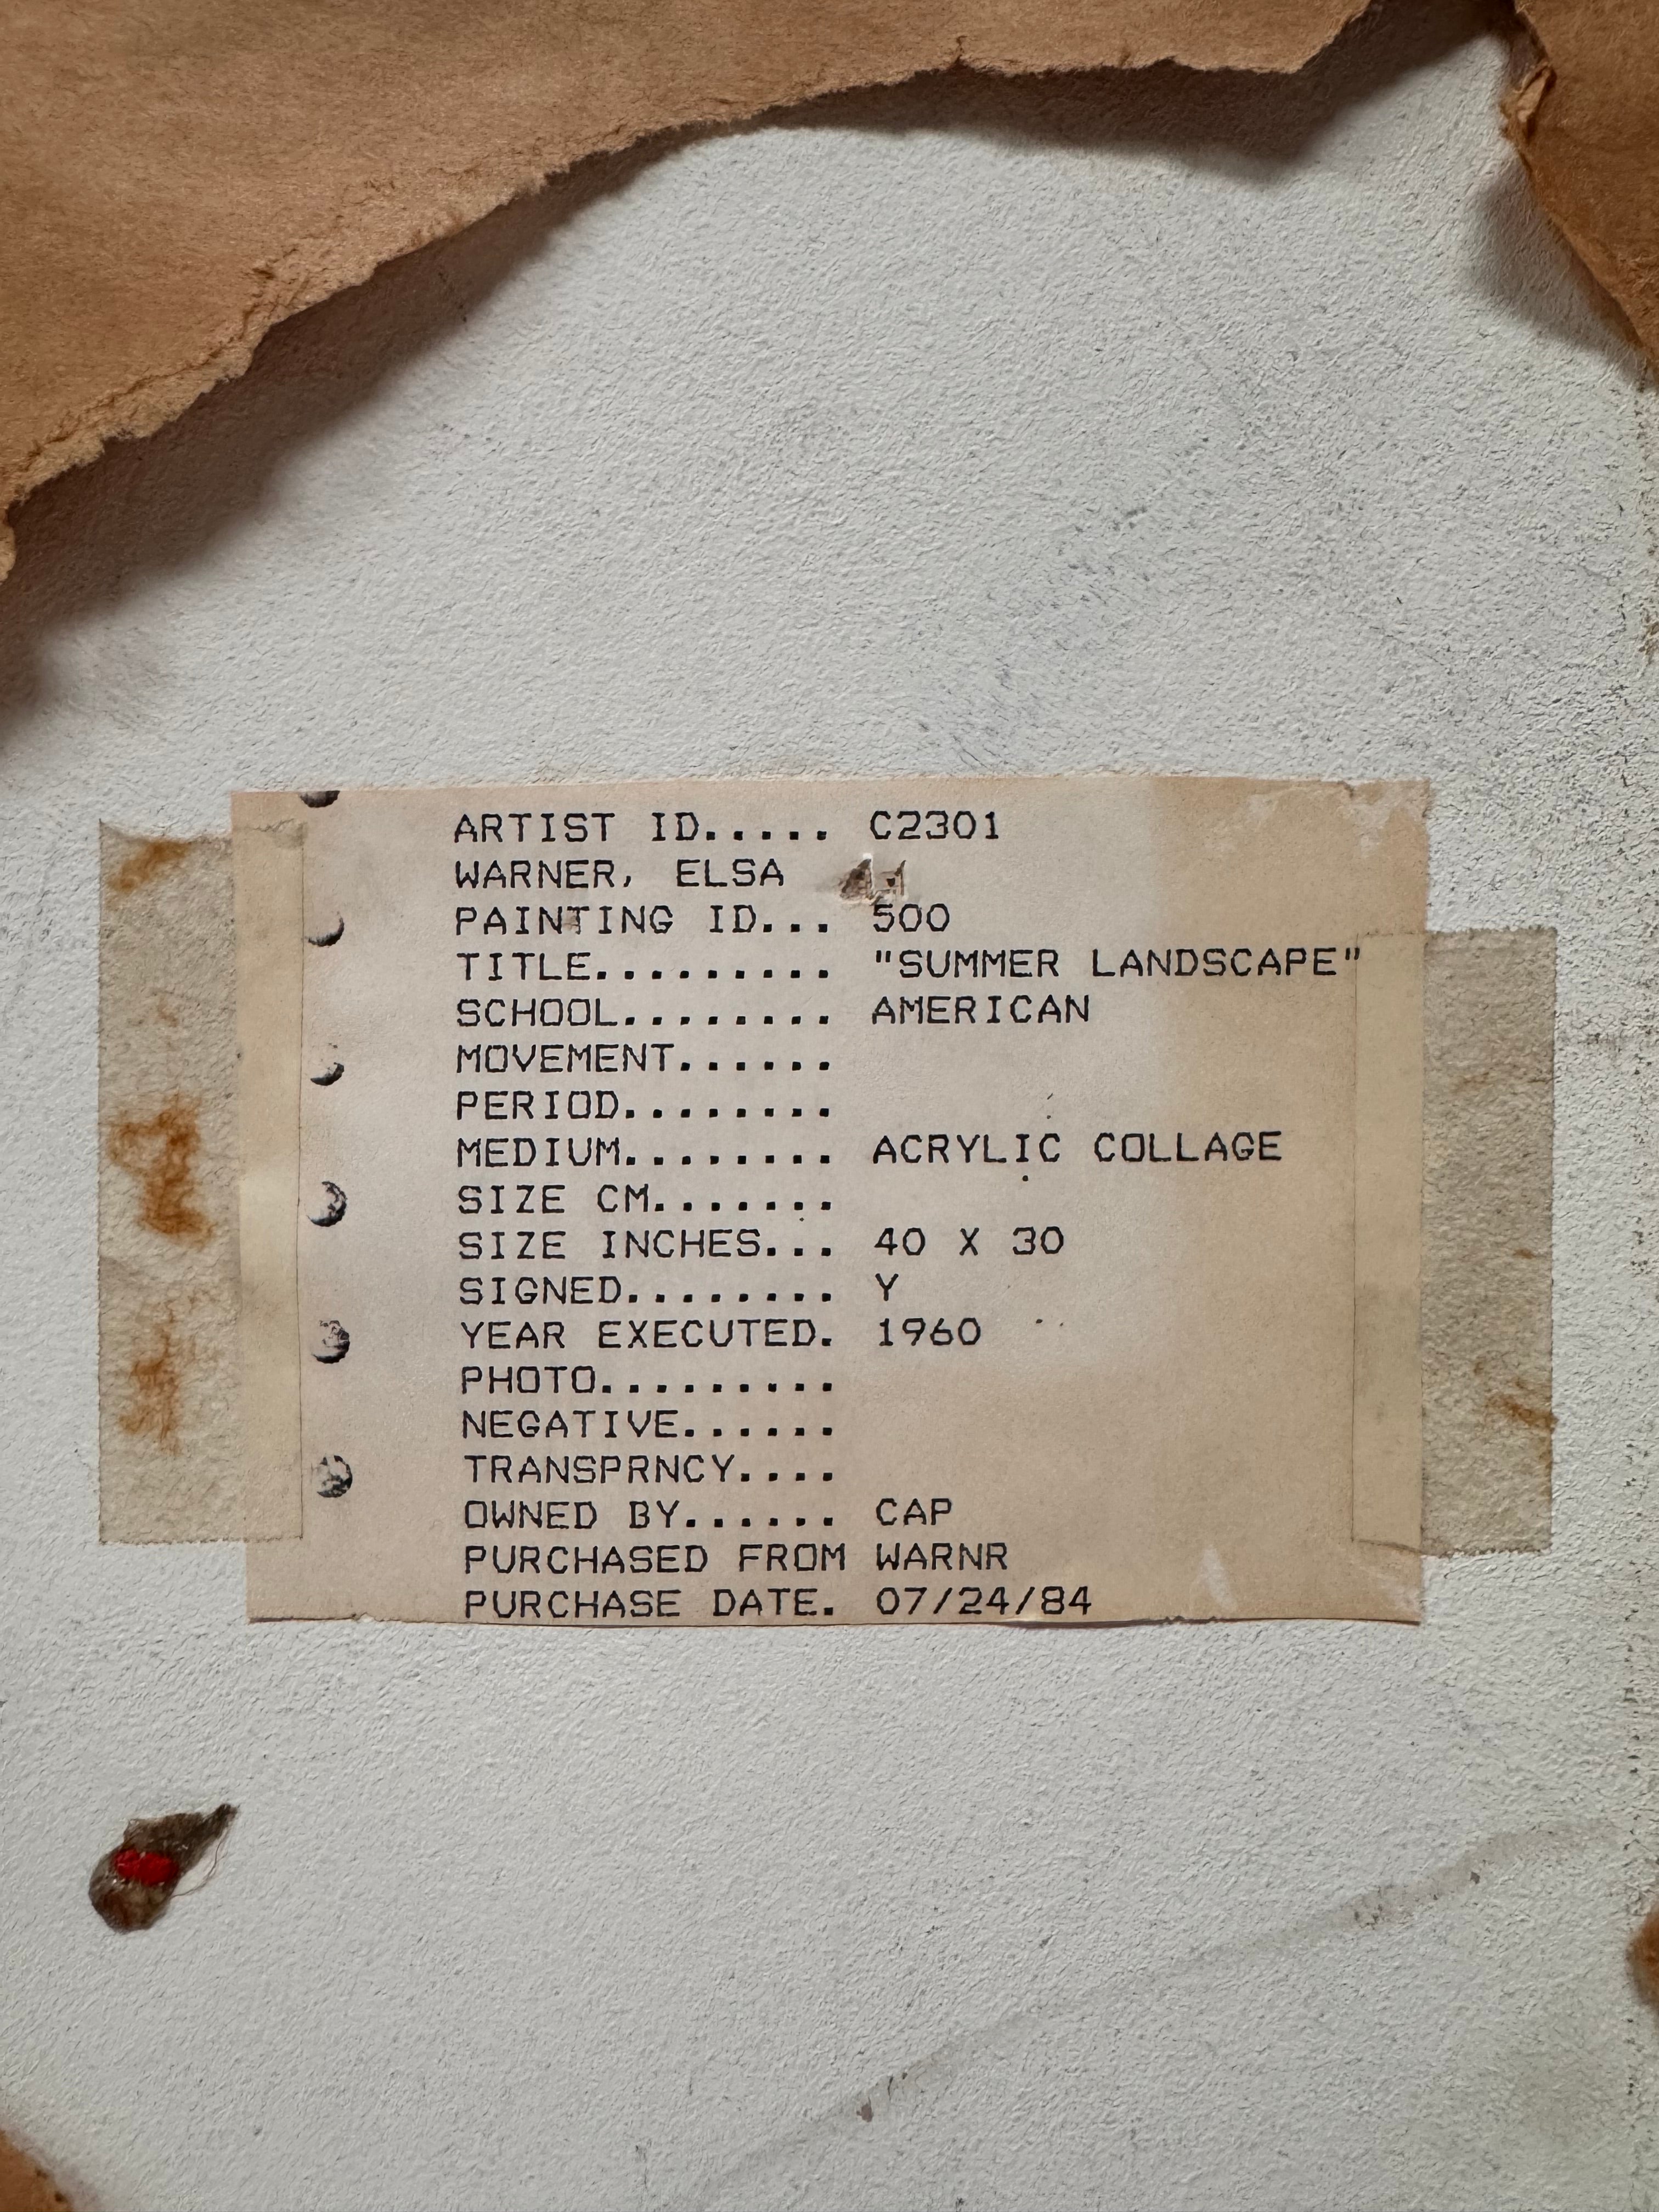 ARTIST ID..... C2301
WARNER, ELSA
PAINTING ID... 500
TITLE......... "SUMMER LANDSCAPE"
SCHOOL........ AMERICAN
MOVEMENT......
PERIOD........
MEDIUM........ ACRYLIC COLLAGE
SIZE CM.......
SIZE INCHES... 40 X 30
SIGNED........ Y
YEAR EXECUTED. 1960
PHOTO.........
NEGATIVE......
TRANSPRNCY....
OWNED BY...... CAP
PURCHASED FROM WARNR
PURCHASE DATE. 07/24/84